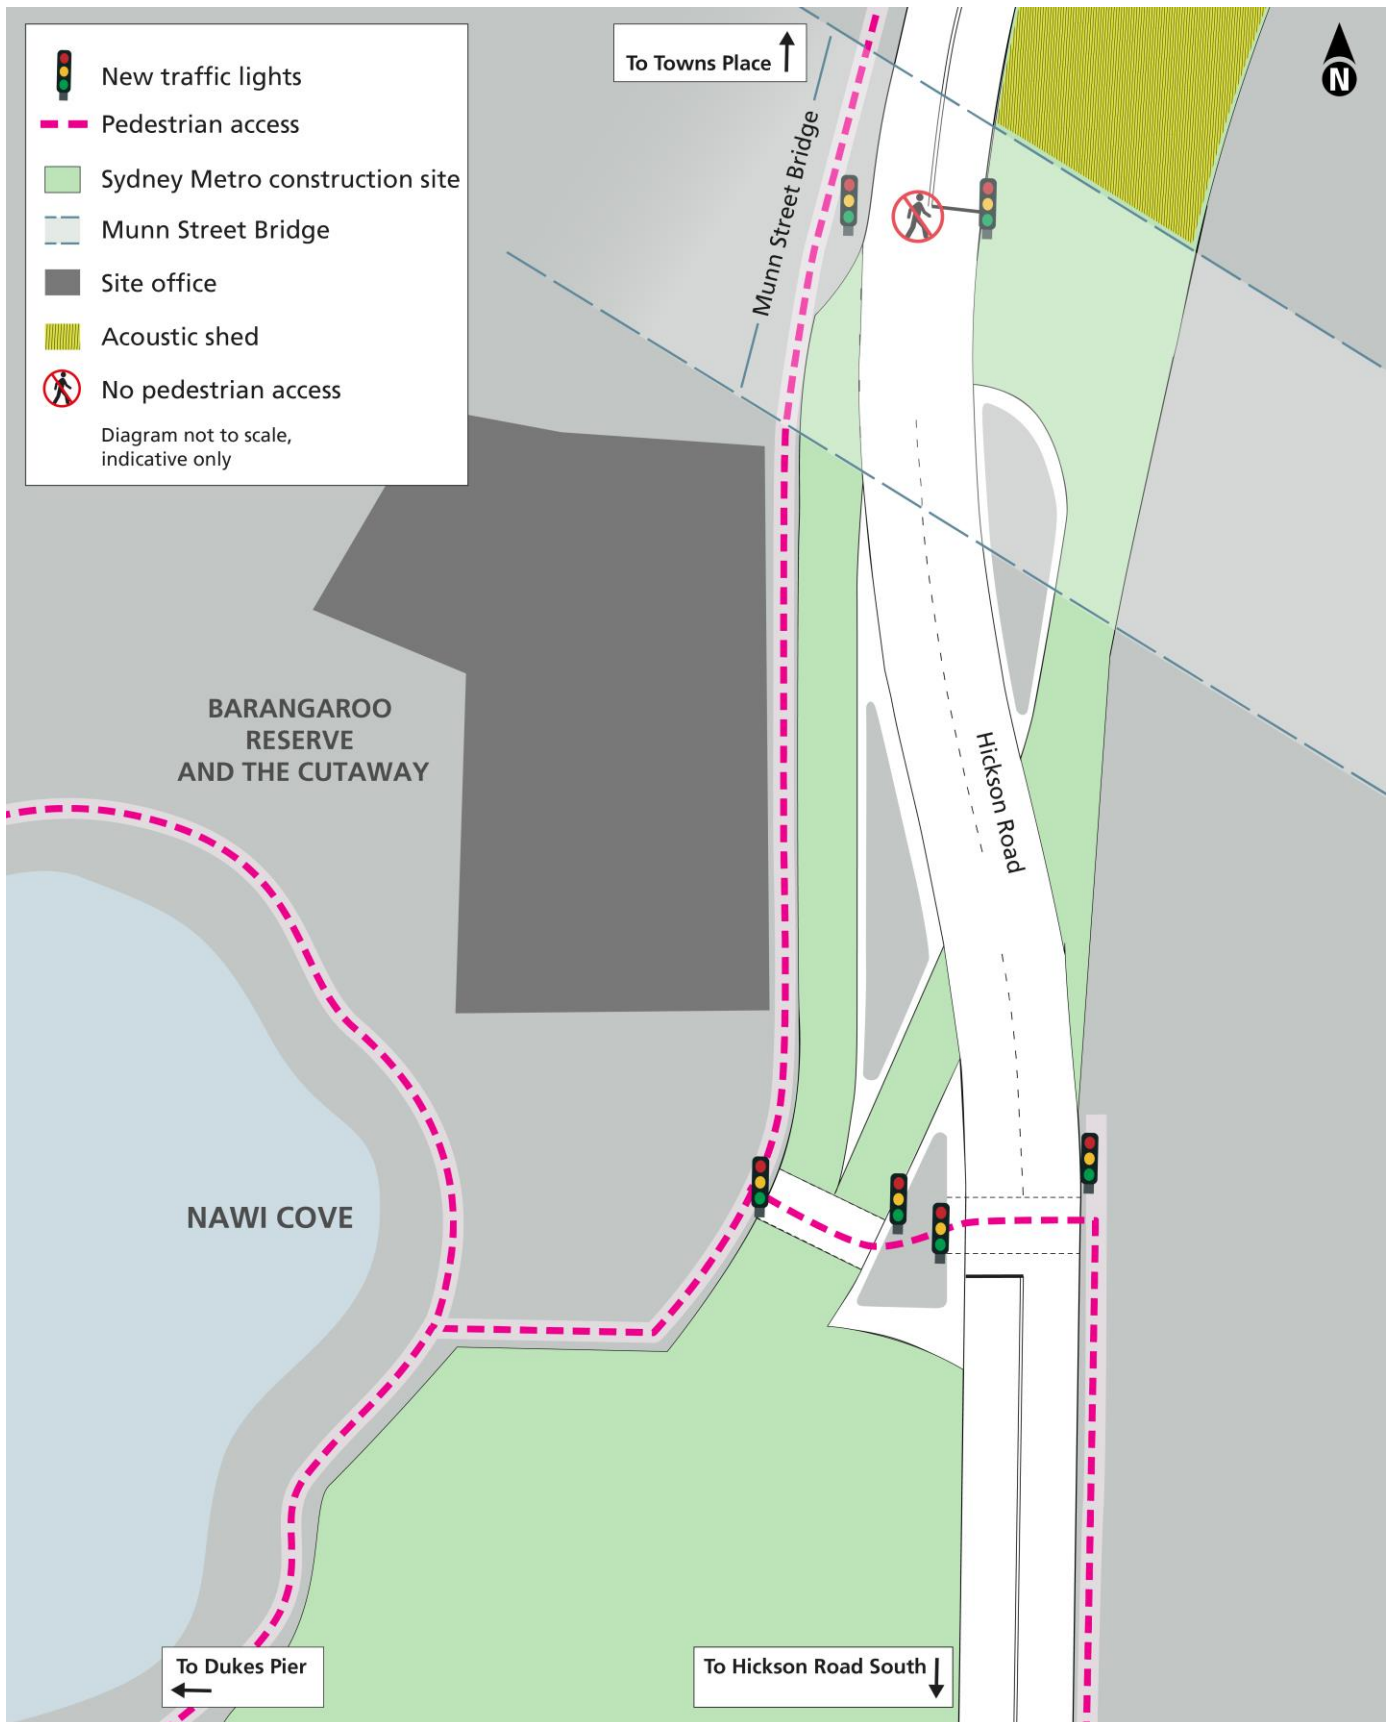 New traffic lights
Pedestrian access
Sydney Metro construction site
Munn Street Bridge
Site office
Acoustic shed
No pedestrian access
Diagram not to scale,
indicative only
To Towns Place
N
Munn Street Bridge
Hickson Road
BARANGAROO
RESERVE
AND THE CUTAWAY
NAWI COVE
To Dukes Pier
To Hickson Road South